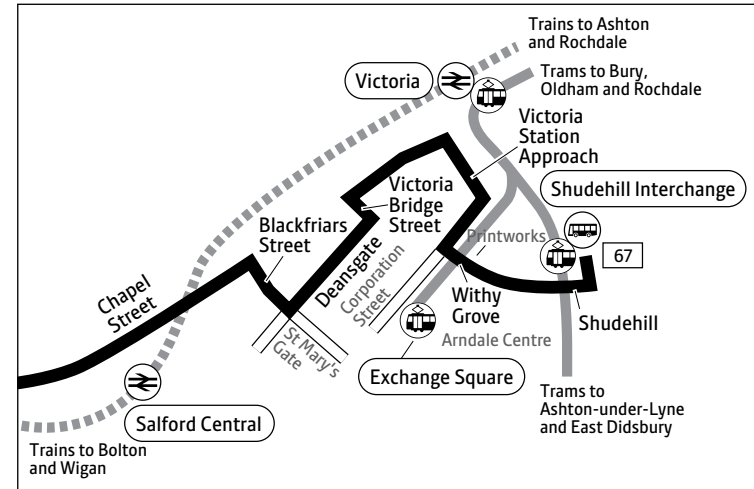 Trains to Ashton
and Rochdale
Victoria
Trams to Bury,
Oldham and Rochdale
Victoria
Station
Approach
Shudehill Interchange
Victoria
Bridge
Street
Blackfriars
Street
Printworks
67
Deansgate
Corporation
Street
Chapel
Street
Withy
Grove
Shudehill
St Mary's
Gate
Arndale Centre
Exchange Square
Salford Central
Trams to
Ashton-under-Lyne
and East Didsbury
Trains to Bolton
and Wigan